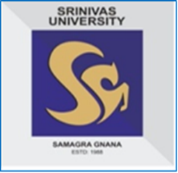 SRINIVAS
UNIVERSITY
SAMAGRA GNANA
ESTD: 1988